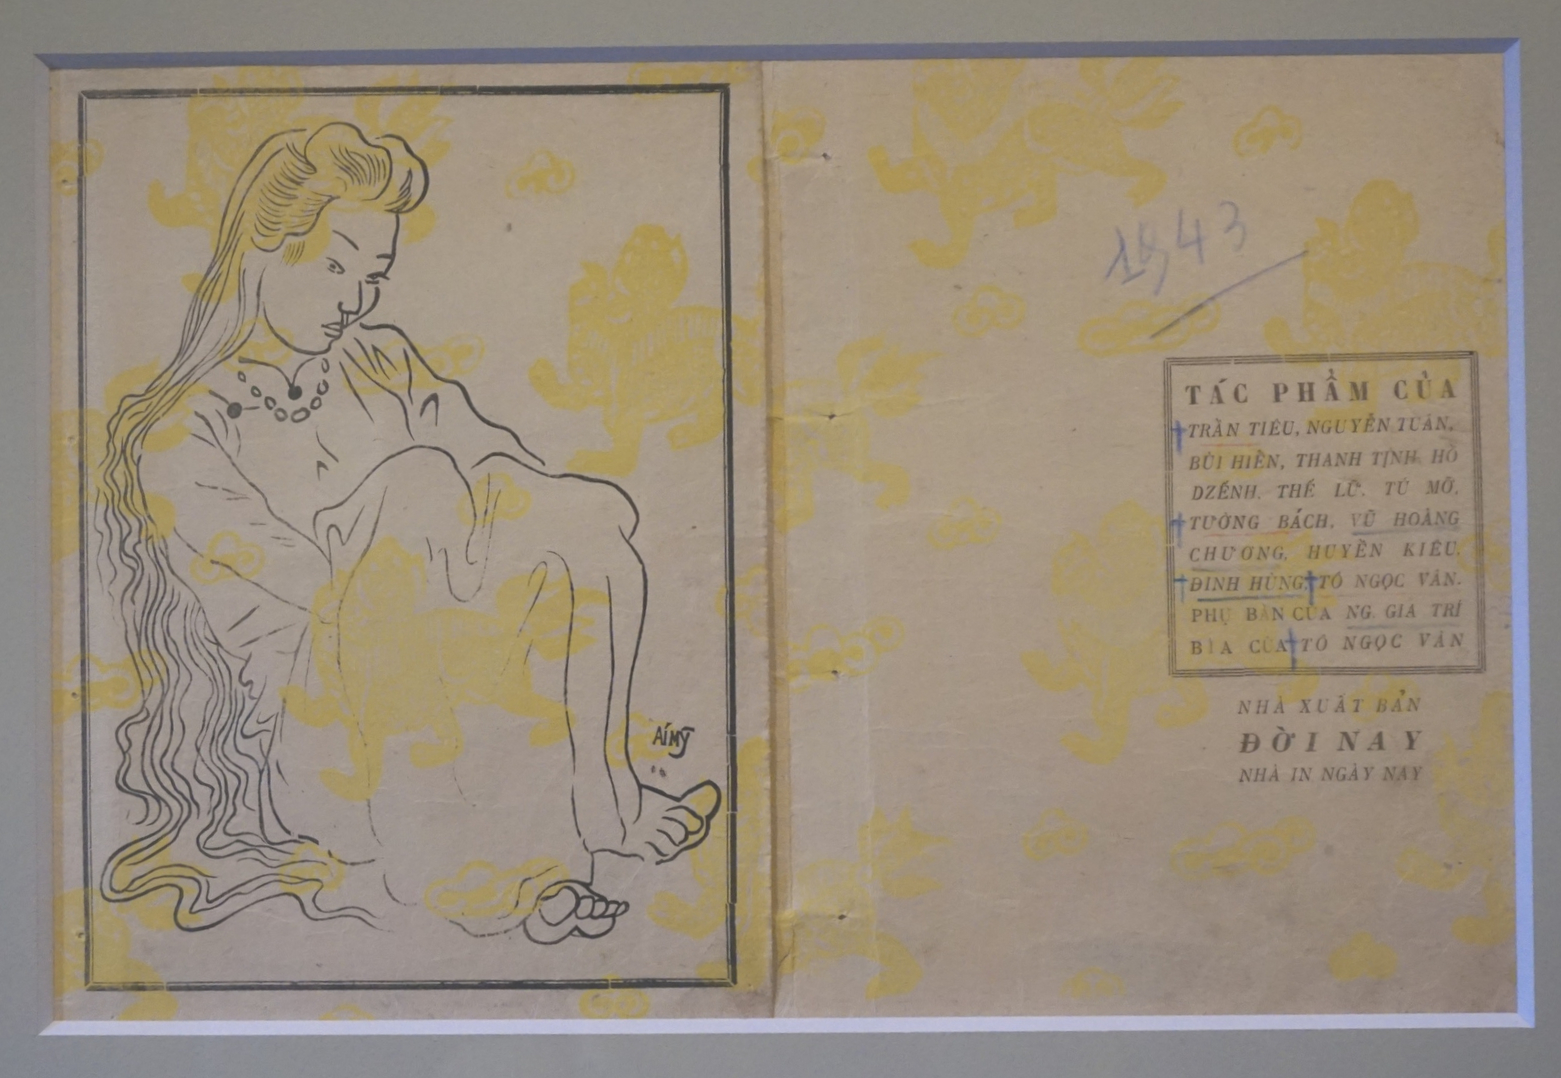 AÍMỸ
1943
TÁC PHẨM CỦA
TRẦN TIÊU, NGUYỄN TUÂN,
BÙI HIỂN, THANH TỊNH, HỒ
DZẾNH, THẾ LỮ, TÚ MỠ,
TƯỜNG BÁCH, VŨ HOÀNG
CHƯƠNG, HUYỀN KIÊU,
ĐINH HÙNG, TÔ NGỌC VÂN.
PHỤ BẢN CỦA NG. GIA TRÍ
BÌA CỦA TÔ NGỌC VÂN
NHÀ XUẤT BẢN
ĐỜI NAY
NHÀ IN NGÀY NAY